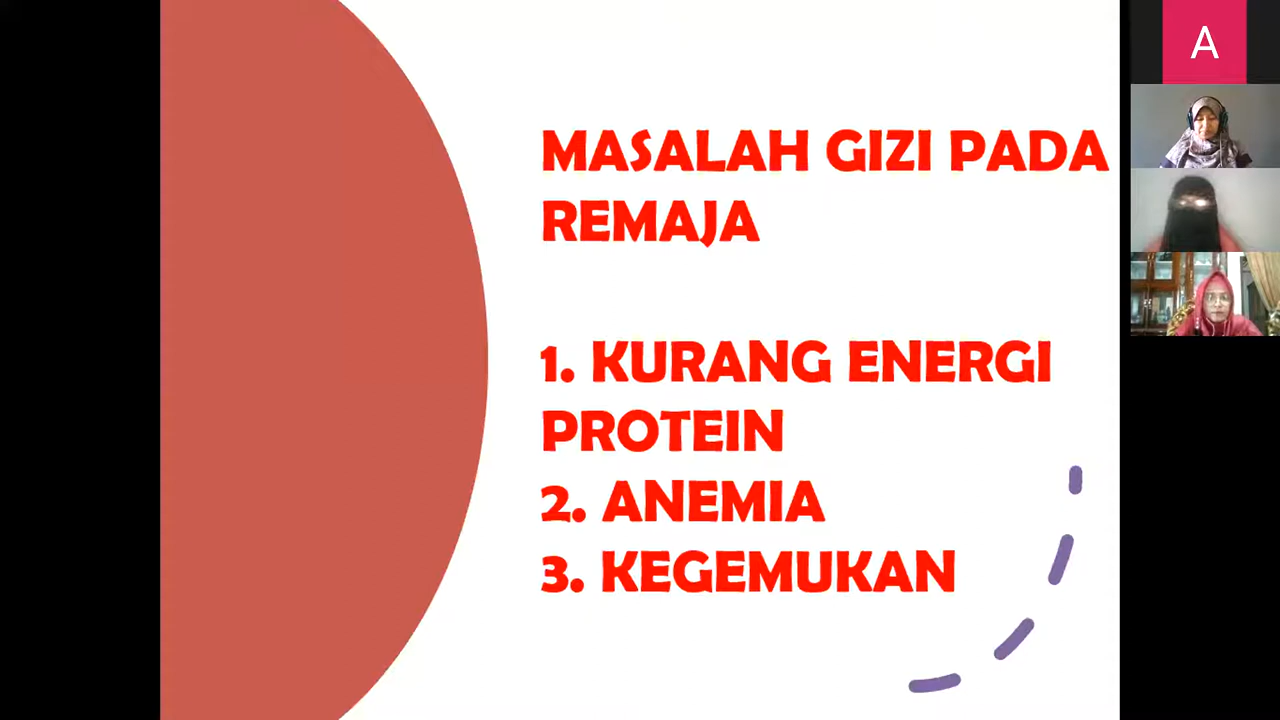 MASALAH GIZI PADA
REMAJA
1. KURANG ENERGI
PROTEIN
2. ANEMIA
3. KEGEMUKAN
A